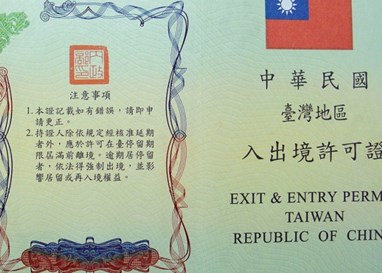 注意事項
1. 本證記載如有錯誤，請即申
請更正。
2. 持證人除依規定經核准延期
者外，應於許可在臺停留期
限屆滿前離境。逾期居停留
者，依法得強制出境，並影
響居留或再入境權益。
中華民國
臺灣地區
入出境許可證
EXIT & ENTRY PERM
TAIWAN
REPUBLIC OF CHIN